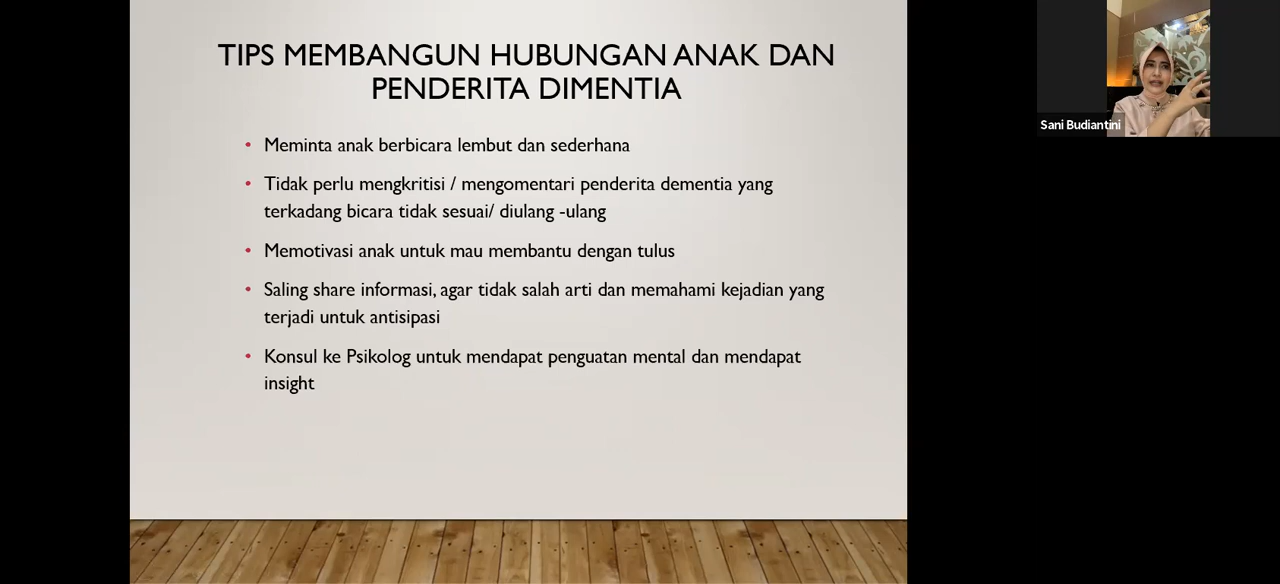 TIPS MEMBANGUN HUBUNGAN ANAK DAN
PENDERITA DIMENTIA
• Meminta anak berbicara lembut dan sederhana
• Tidak perlu mengkritisi / mengomentari penderita dementia yang
terkadang bicara tidak sesuai/ diulang -ulang
• Memotivasi anak untuk mau membantu dengan tulus
• Saling share informasi, agar tidak salah arti dan memahami kejadian yang
terjadi untuk antisipasi
• Konsul ke Psikolog untuk mendapat penguatan mental dan mendapat
insight
Sani Budiantini